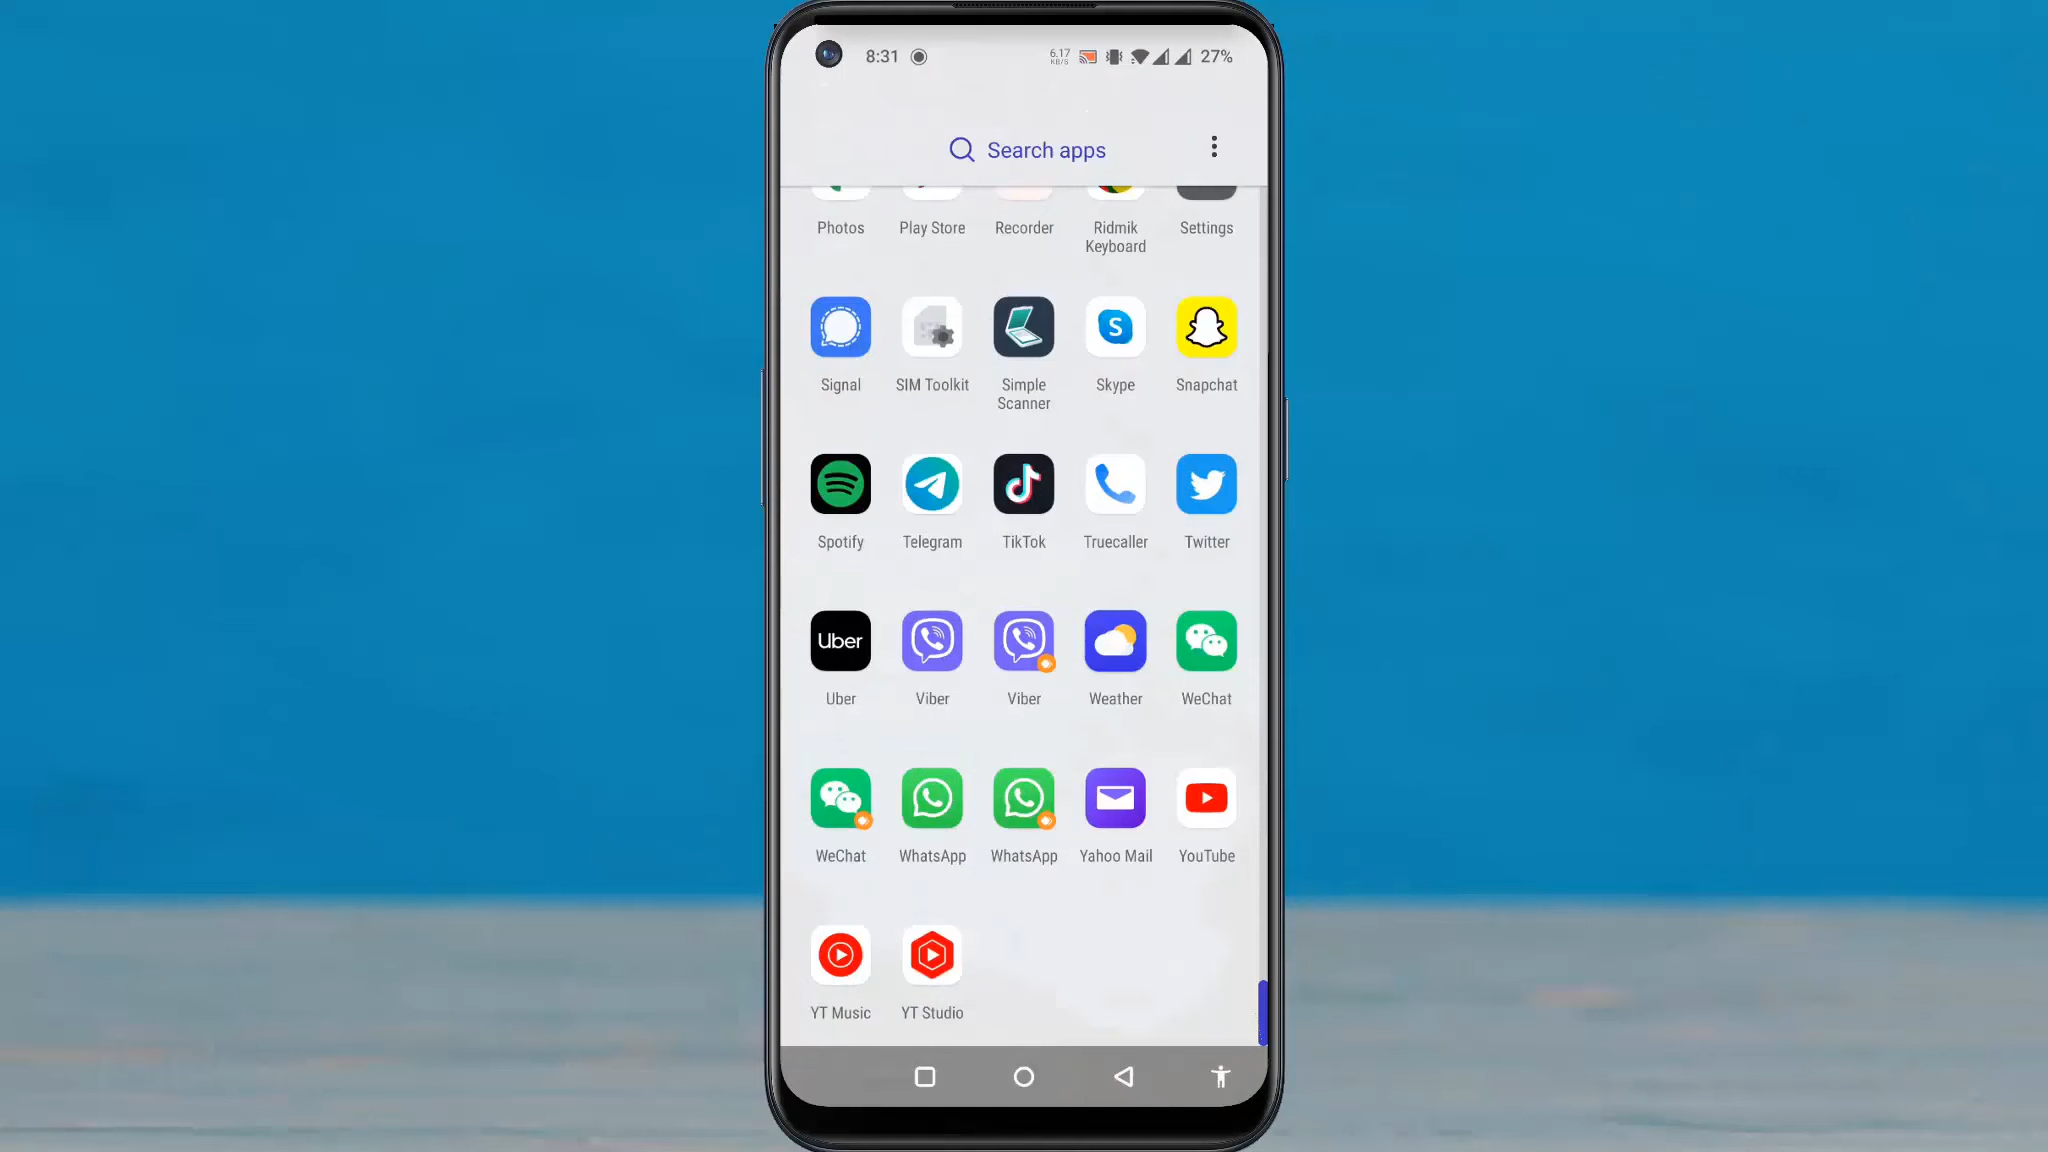 8:31
6.17
KB/S
27%
Search apps
Photos
Play Store
Recorder
Ridmik
Keyboard
Settings
Signal
SIM Toolkit
Simple
Scanner
S
Skype
Snapchat
Spotify
Telegram
TikTok
Truecaller
Twitter
Uber
Uber
Viber
Viber
Weather
WeChat
WeChat
WhatsApp
WhatsApp
Yahoo Mail
YouTube
YT Music
YT Studio